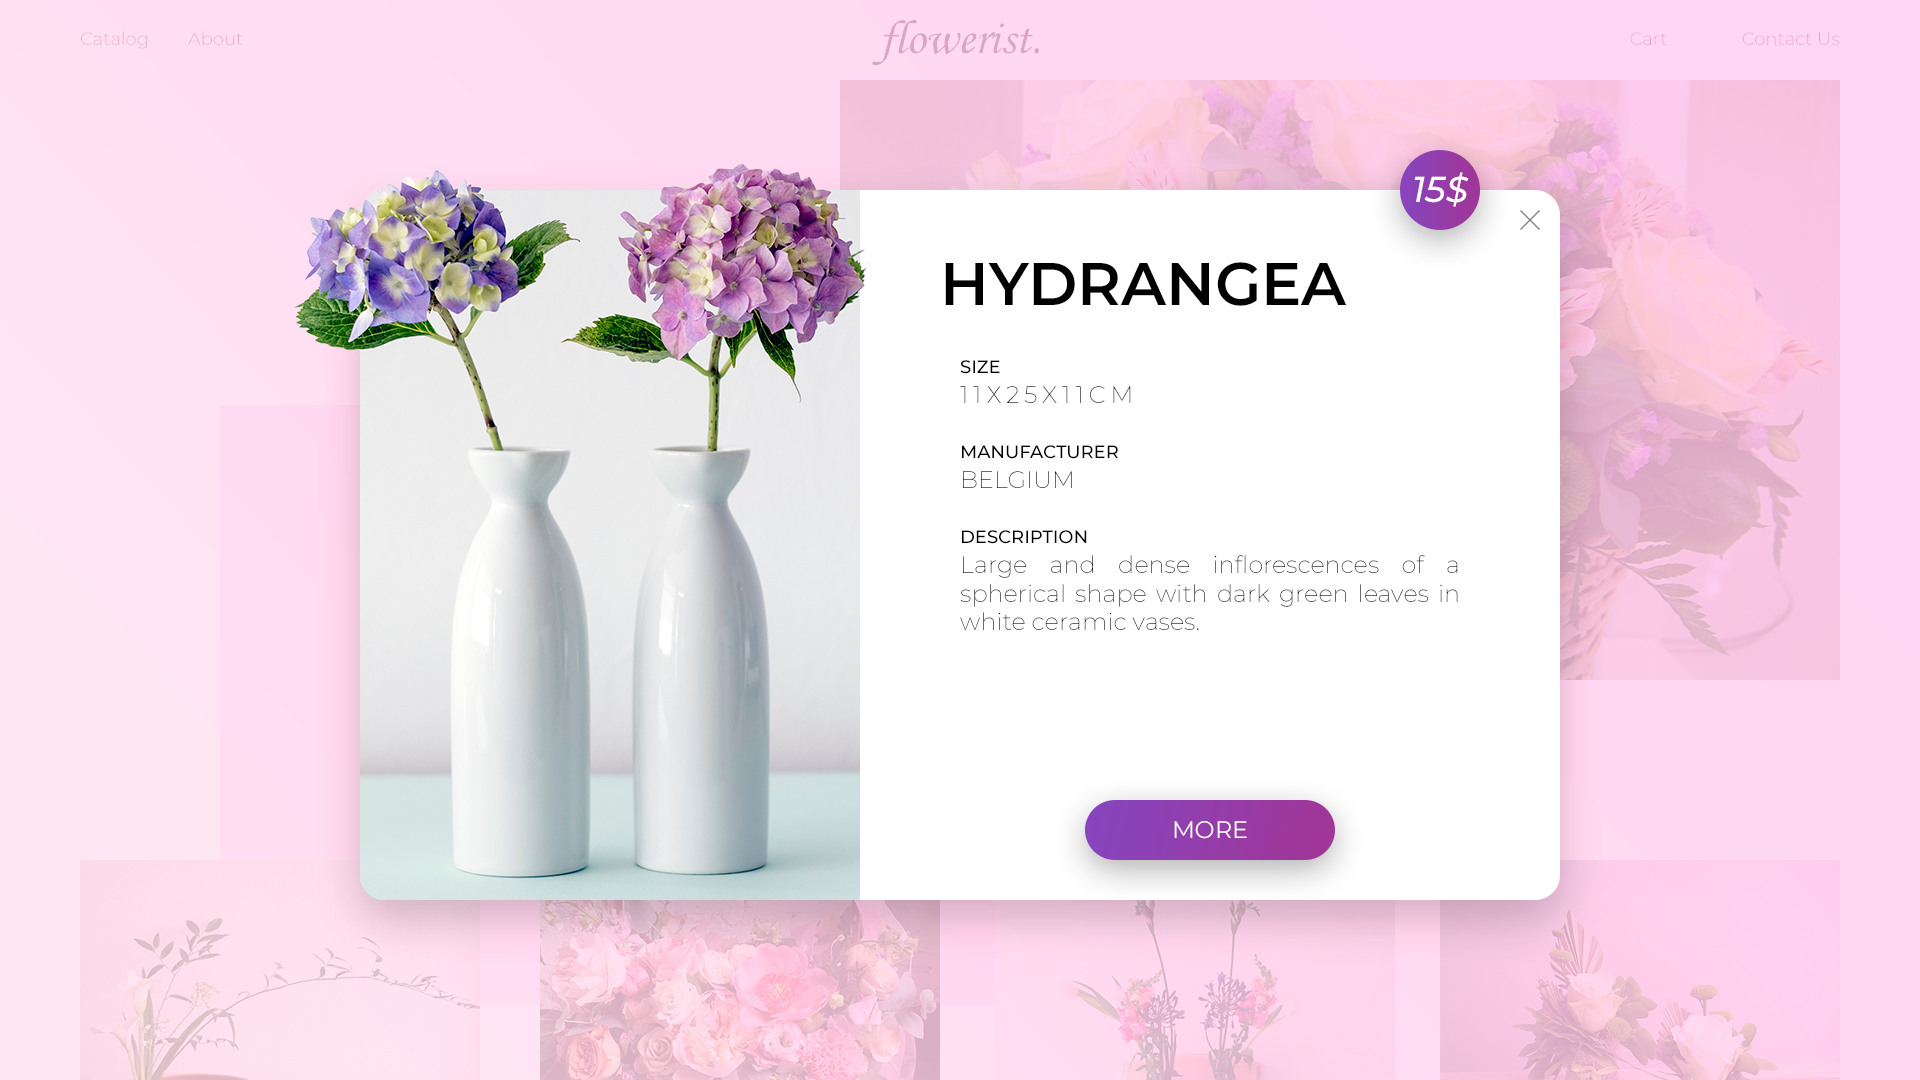 Catalog
About
flowerist.
Cart
Contact Us
15$
HYDRANGEA
SIZE
11X25X11CM
MANUFACTURER
BELGIUM
DESCRIPTION
Large and dense inflorescences of a
spherical shape with dark green leaves in
white ceramic vases.
MORE